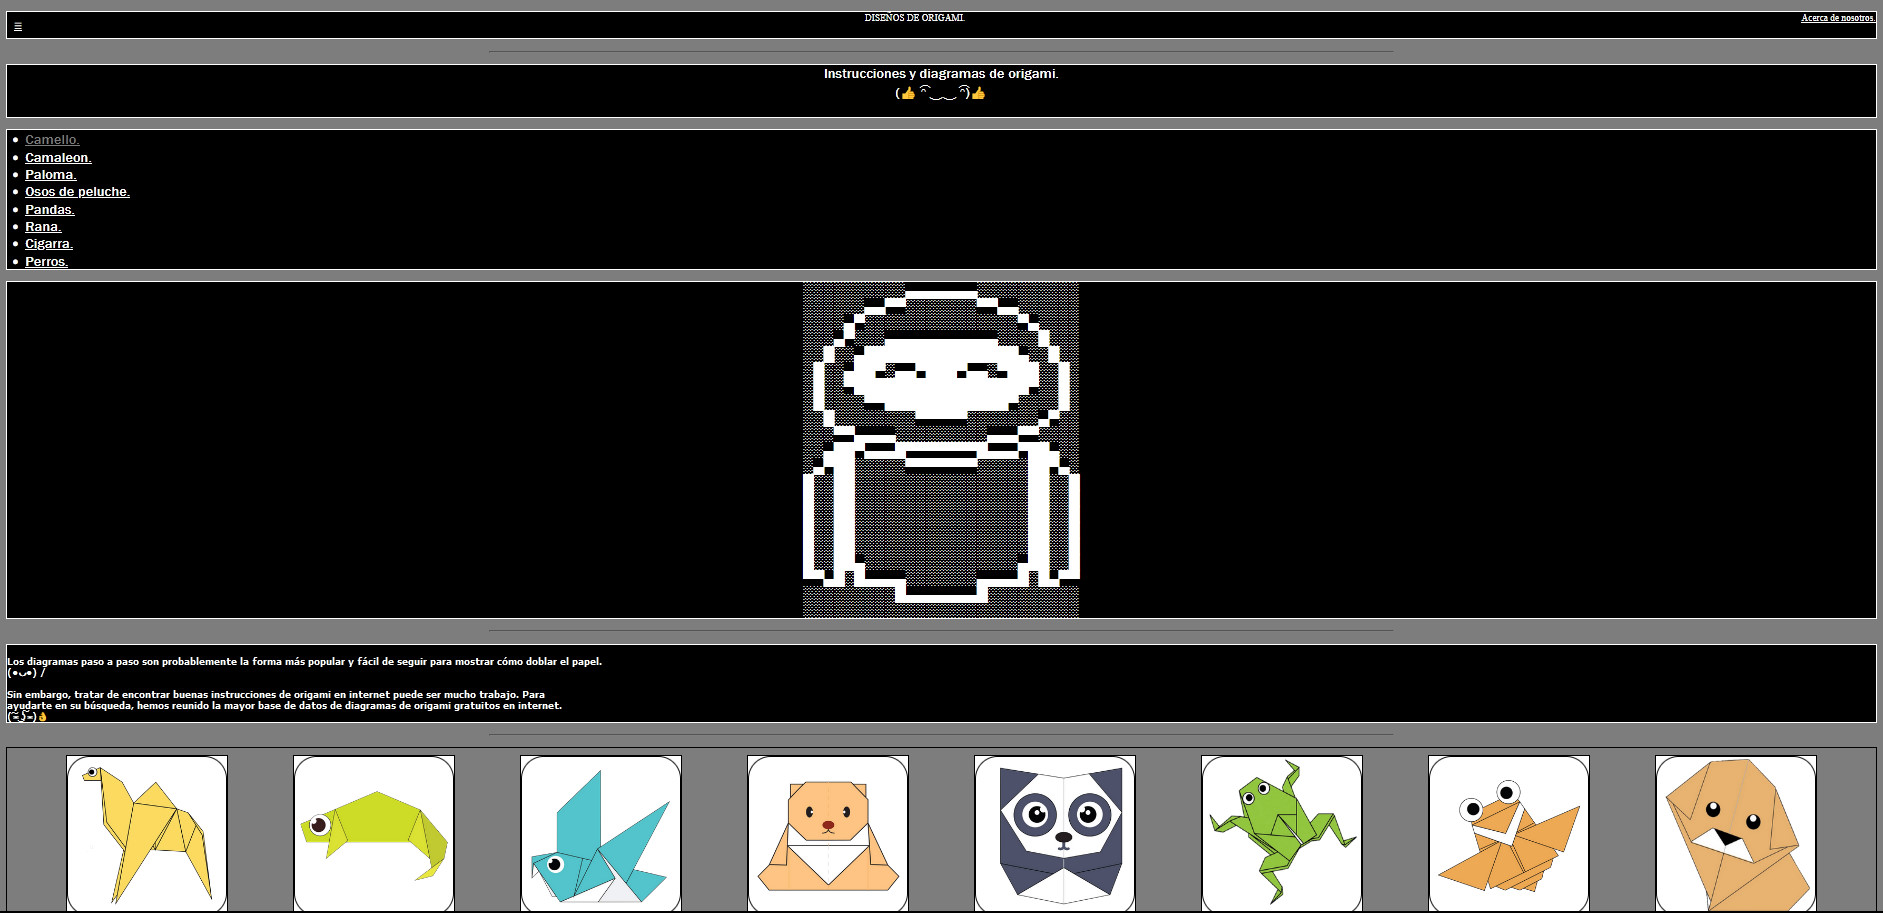 ☰
DISEÑOS DE ORIGAMI.
Acerca de nosotros.
Instrucciones y diagramas de origami.
(👍 ͡ᵔ ‿‿ ͡ᵔ)👍
Camello.
Camaleon.
Paloma.
Osos de peluche.
Pandas.
Rana.
Cigarra.
Perros.
Los diagramas paso a paso son probablemente la forma más popular y fácil de seguir para mostrar cómo doblar el papel.
(•ᴗ•) /
Sin embargo, tratar de encontrar buenas instrucciones de origami en internet puede ser mucho trabajo. Para
ayudarte en su búsqueda, hemos reunido la mayor base de datos de diagramas de origami gratuitos en internet.